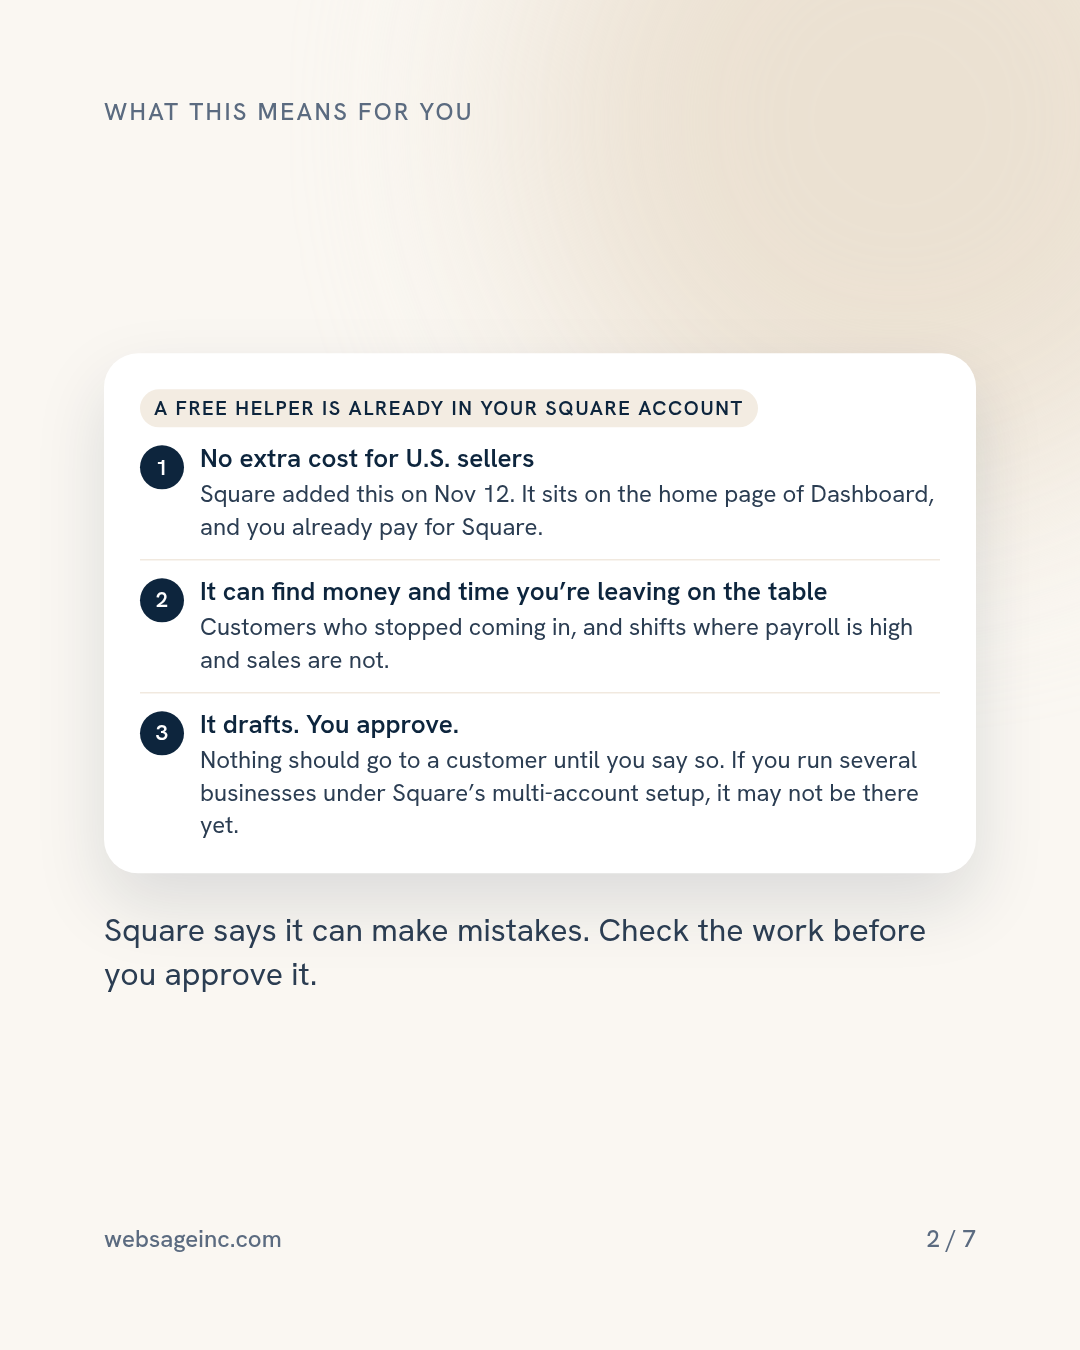 WHAT THIS MEANS FOR YOU
A FREE HELPER IS ALREADY IN YOUR SQUARE ACCOUNT
1 No extra cost for U.S. sellers
Square added this on Nov 12. It sits on the home page of Dashboard,
and you already pay for Square.
2 It can find money and time you’re leaving on the table
Customers who stopped coming in, and shifts where payroll is high
and sales are not.
3 It drafts. You approve.
Nothing should go to a customer until you say so. If you run several
businesses under Square’s multi-account setup, it may not be there
yet.
Square says it can make mistakes. Check the work before
you approve it.
websageinc.com 2 / 7